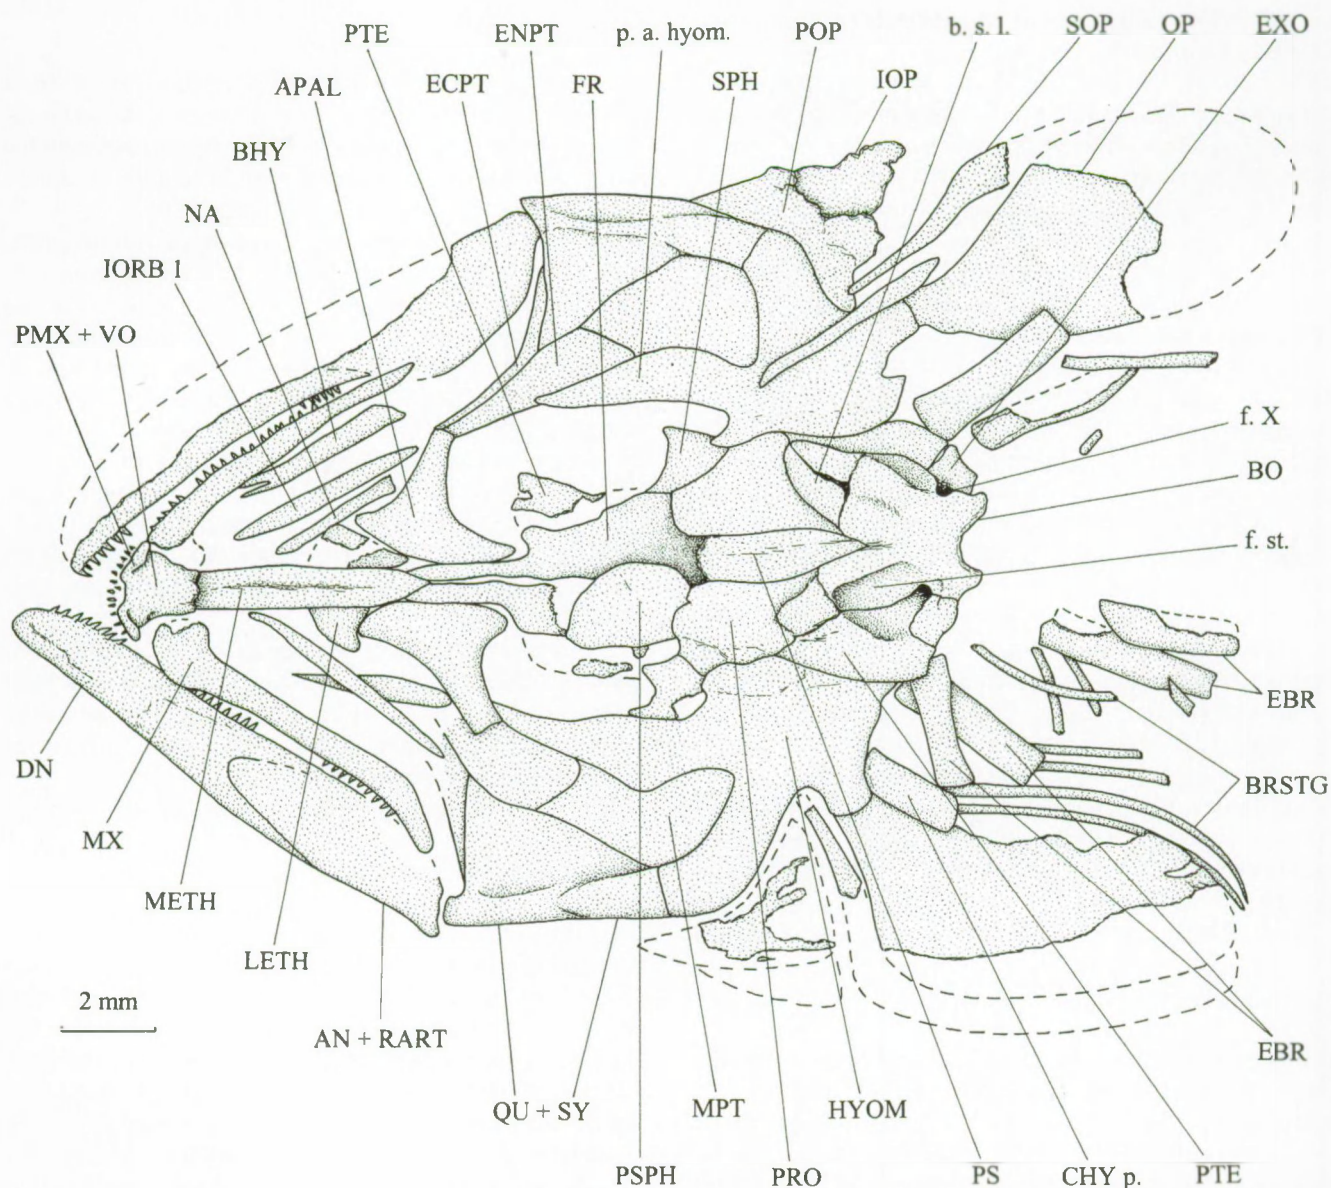 PTE
ENPT
p. a. hyom.
POP
b. s. l.
SOP
OP
EXO
APAL
ECPT
FR
SPH
IOP
BHY
NA
IORB 1
PMX + VO
f. X
BO
f. st.
EBR
DN
BRSTG
MX
METH
LETH
2 mm
AN + RART
EBR
QU + SY
MPT
HYOM
PSPH
PRO
PS
CHY p.
PTE